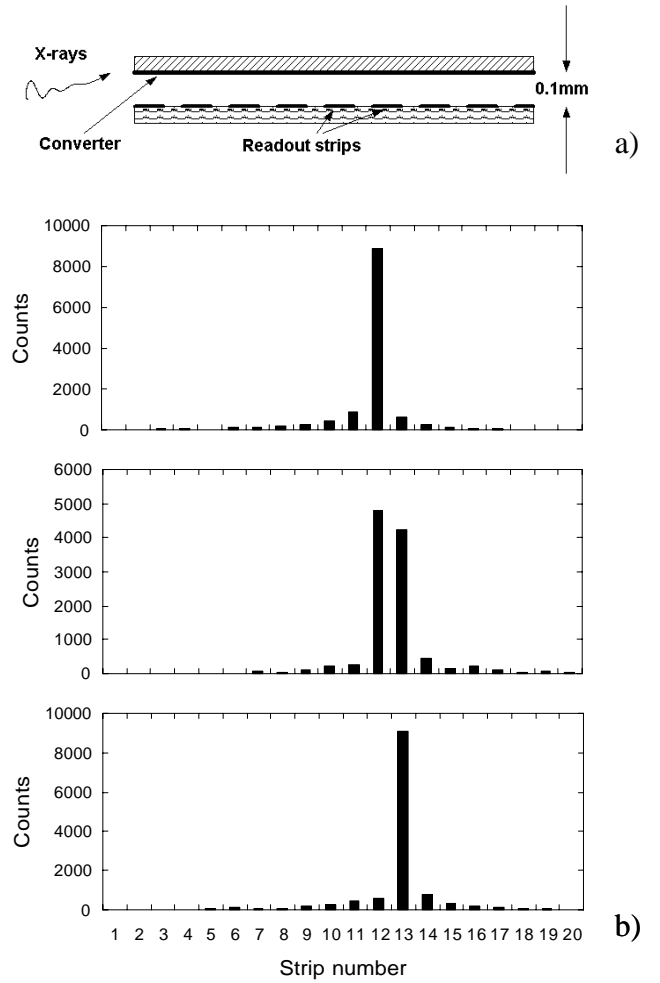 X-rays
0.1mm
Converter
Readout strips
a)
10000
8000
6000
4000
2000
0
Counts
6000
5000
4000
3000
2000
1000
0
Counts
10000
8000
6000
4000
2000
0
Counts
1 2 3 4 5 6 7 8 9 10 11 12 13 14 15 16 17 18 19 20
Strip number
b)